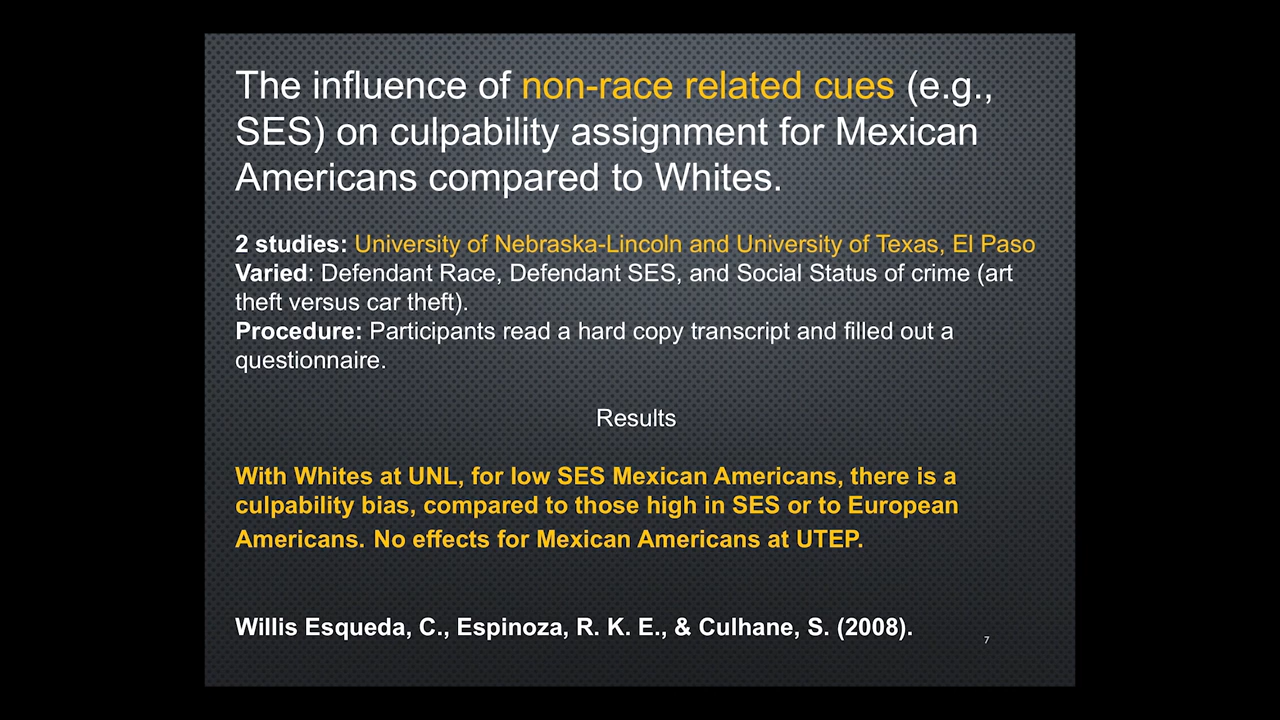 The influence of non-race related cues (e.g.,
SES) on culpability assignment for Mexican
Americans compared to Whites.
2 studies: University of Nebraska-Lincoln and University of Texas, El Paso
Varied: Defendant Race, Defendant SES, and Social Status of crime (art
theft versus car theft).
Procedure: Participants read a hard copy transcript and filled out a
questionnaire.
Results
With Whites at UNL, for low SES Mexican Americans, there is a
culpability bias, compared to those high in SES or to European
Americans. No effects for Mexican Americans at UTEP.
Willis Esqueda, C., Espinoza, R. K. E., & Culhane, S. (2008).
7